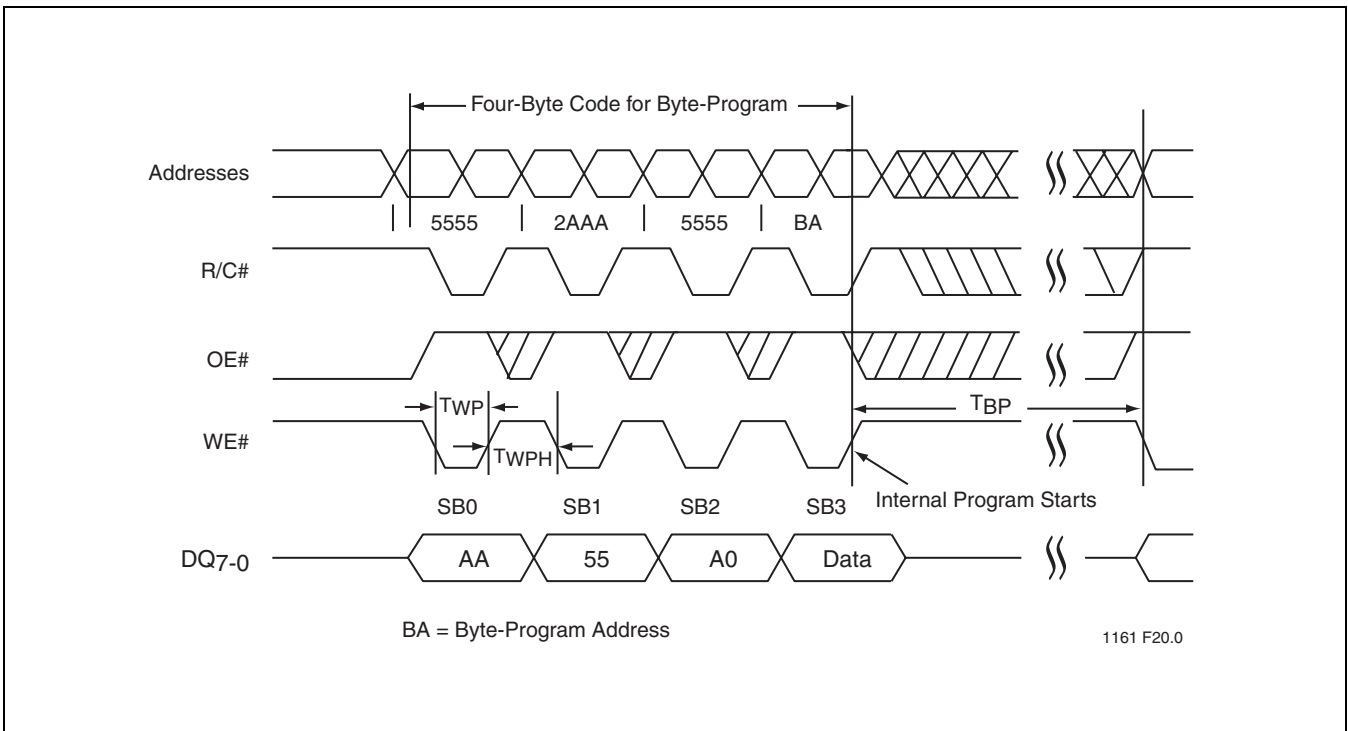 Four-Byte Code for Byte-Program
Addresses
5555 2AAA 5555 BA
R/C#
OE#
TWP
TBP
WE#
TWPH
Internal Program Starts
SB0 SB1 SB2 SB3
DQ7-0
AA 55 A0 Data
BA = Byte-Program Address
1161 F20.0